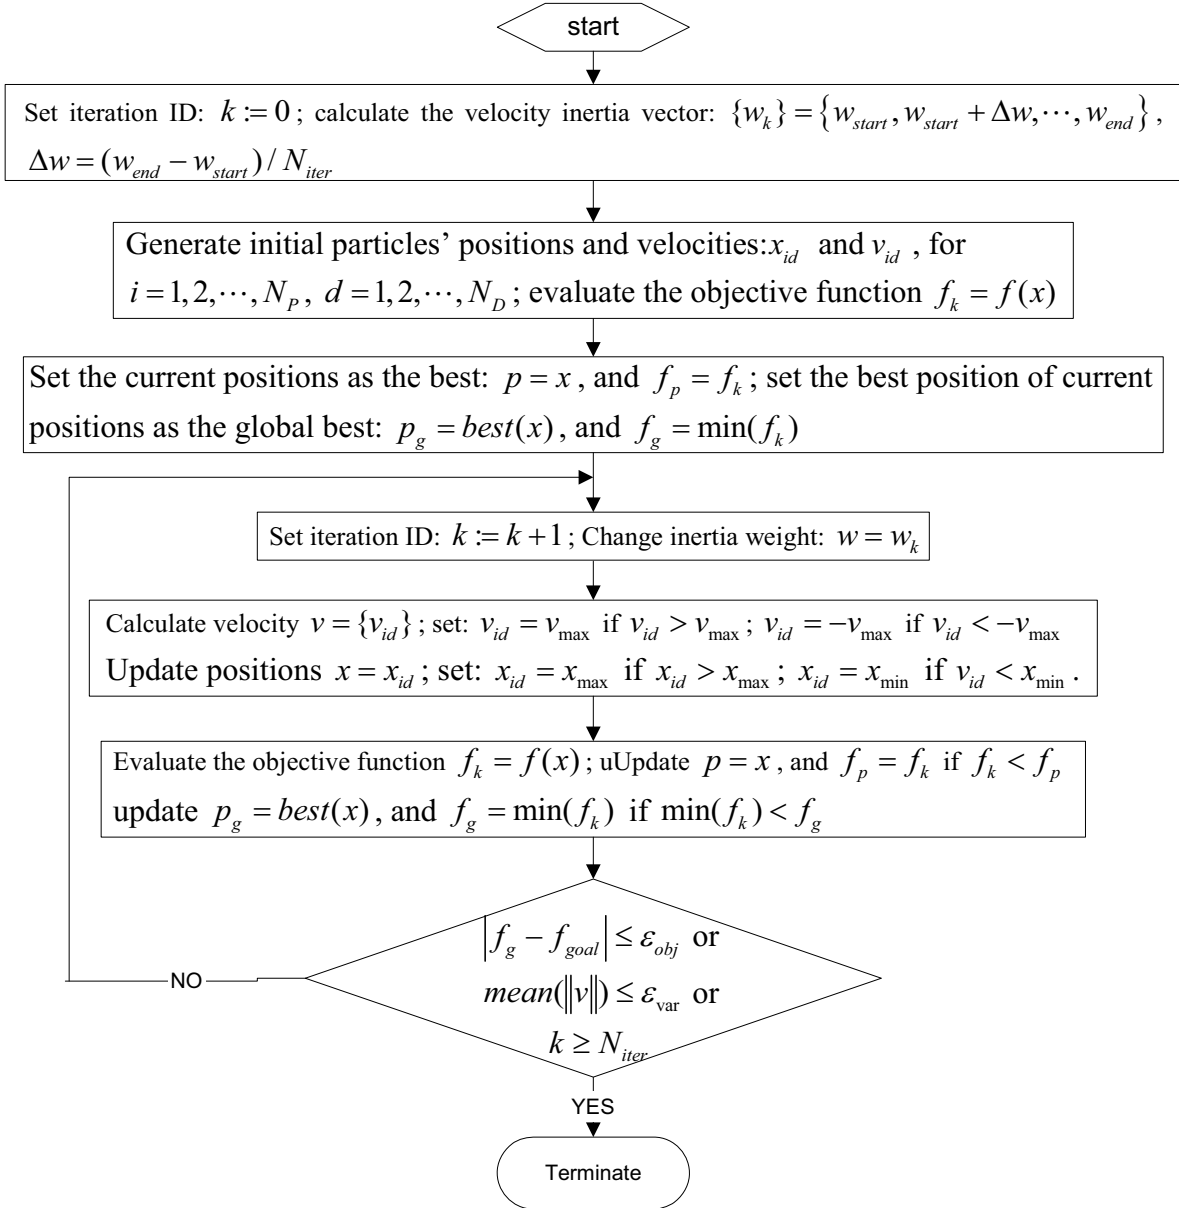 start
Set iteration ID: k := 0 ; calculate the velocity inertia vector: {w_k} = {w_start, w_start + Δw, ⋯, w_end} ,
Δw = (w_end − w_start) / N_iter
Generate initial particles’ positions and velocities:x_id and v_id , for
i = 1, 2, ⋯, N_P, d = 1, 2, ⋯, N_D ; evaluate the objective function f_k = f(x)
Set the current positions as the best: p = x , and f_p = f_k ; set the best position of current
positions as the global best: p_g = best(x) , and f_g = min(f_k)
Set iteration ID: k := k + 1 ; Change inertia weight: w = w_k
Calculate velocity v = {v_id} ; set: v_id = v_max if v_id > v_max ; v_id = −v_max if v_id < −v_max
Update positions x = x_id ; set: x_id = x_max if x_id > x_max ; x_id = x_min if v_id < x_min .
Evaluate the objective function f_k = f(x) ; uUpdate p = x , and f_p = f_k if f_k < f_p
update p_g = best(x) , and f_g = min(f_k) if min(f_k) < f_g
|f_g − f_goal| ≤ ε_obj or
mean(‖v‖) ≤ ε_var or
k ≥ N_iter
NO
YES
Terminate